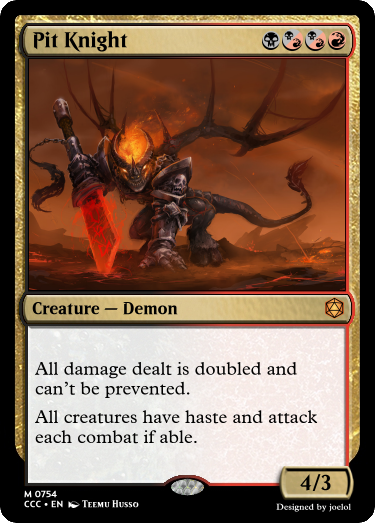 Pit Knight
Creature — Demon
All damage dealt is doubled and
can't be prevented.
All creatures have haste and attack
each combat if able.
4/3
M 0754
CCC • EN Teemu Husso
Designed by joelol